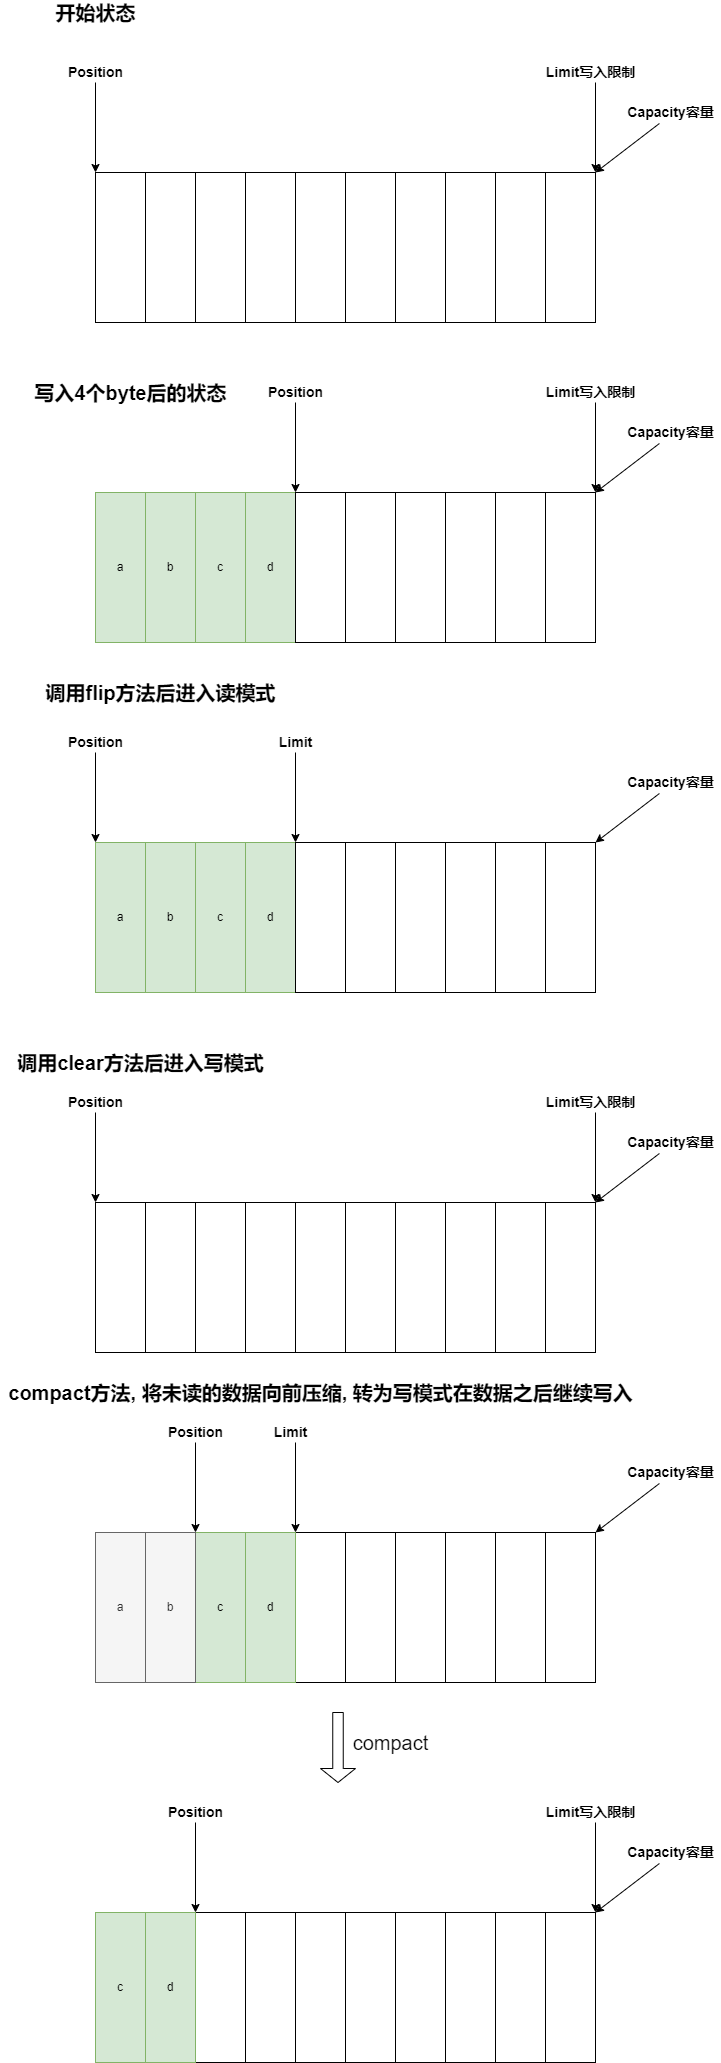 开始状态
Position
Limit写入限制
Capacity容量
写入4个byte后的状态
Position
Limit写入限制
Capacity容量
a b c d
调用flip方法后进入读模式
Position
Limit
Capacity容量
a b c d
调用clear方法后进入写模式
Position
Limit写入限制
Capacity容量
compact方法, 将未读的数据向前压缩, 转为写模式在数据之后继续写入
Position
Limit
Capacity容量
a b c d
compact
Position
Limit写入限制
Capacity容量
c d